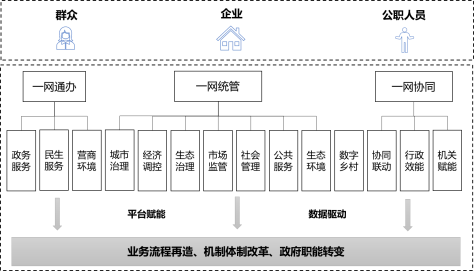 群众 企业 公职人员
一网通办 一网统管 一网协同
政务服务
民生服务
营商环境
城市治理
经济调控
生态治理
市场监管
社会管理
公共服务
生态环境
数字乡村
协同联动
行政效能
机关赋能
平台赋能 数据驱动
业务流程再造、机制体制改革、政府职能转变